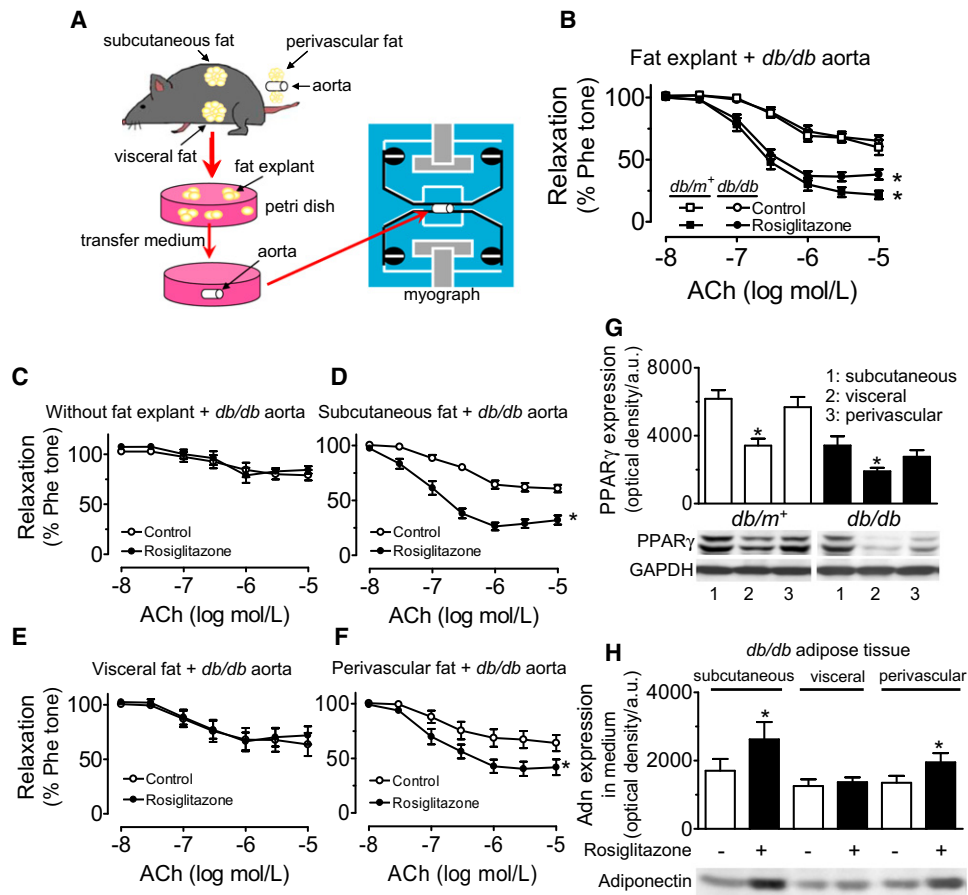 A
subcutaneous fat
perivascular fat
aorta
visceral fat
fat explant
petri dish
transfer medium
aorta
myograph
B
Fat explant + db/db aorta
Relaxation
(% Phe tone)
100
50
0
db/m+ db/db
Control
Rosiglitazone
-8 -7 -6 -5
ACh (log mol/L)
*
*
C
Without fat explant + db/db aorta
Relaxation
(% Phe tone)
100
50
0
Control
Rosiglitazone
-8 -7 -6 -5
ACh (log mol/L)
D
Subcutaneous fat + db/db aorta
100
50
0
Control
Rosiglitazone
*
-8 -7 -6 -5
ACh (log mol/L)
E
Visceral fat + db/db aorta
Relaxation
(% Phe tone)
100
50
0
Control
Rosiglitazone
-8 -7 -6 -5
ACh (log mol/L)
F
Perivascular fat + db/db aorta
100
50
0
Control
Rosiglitazone
*
-8 -7 -6 -5
ACh (log mol/L)
G
PPARγ expression
(optical density/a.u.)
8000
4000
0
1: subcutaneous
2: visceral
3: perivascular
*
*
db/m+ db/db
PPARγ
GAPDH
1 2 3 1 2 3
H
db/db adipose tissue
subcutaneous visceral perivascular
Adn expression
in medium
(optical density/a.u.)
4000
2000
0
*
*
Rosiglitazone - + - + - +
Adiponectin